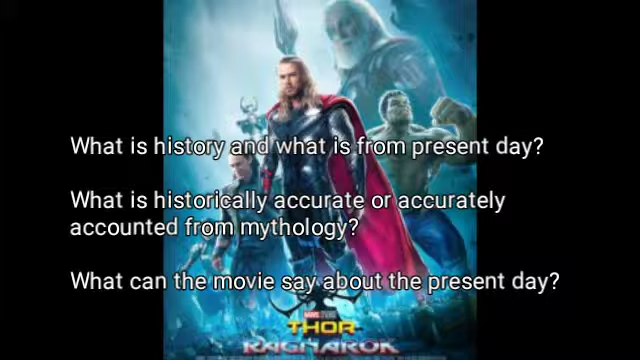 What is history and what is from present day?
What is historically accurate or accurately
accounted from mythology?
What can the movie say about the present day?
MARVEL STUDIOS
THOR
RAGNAROK